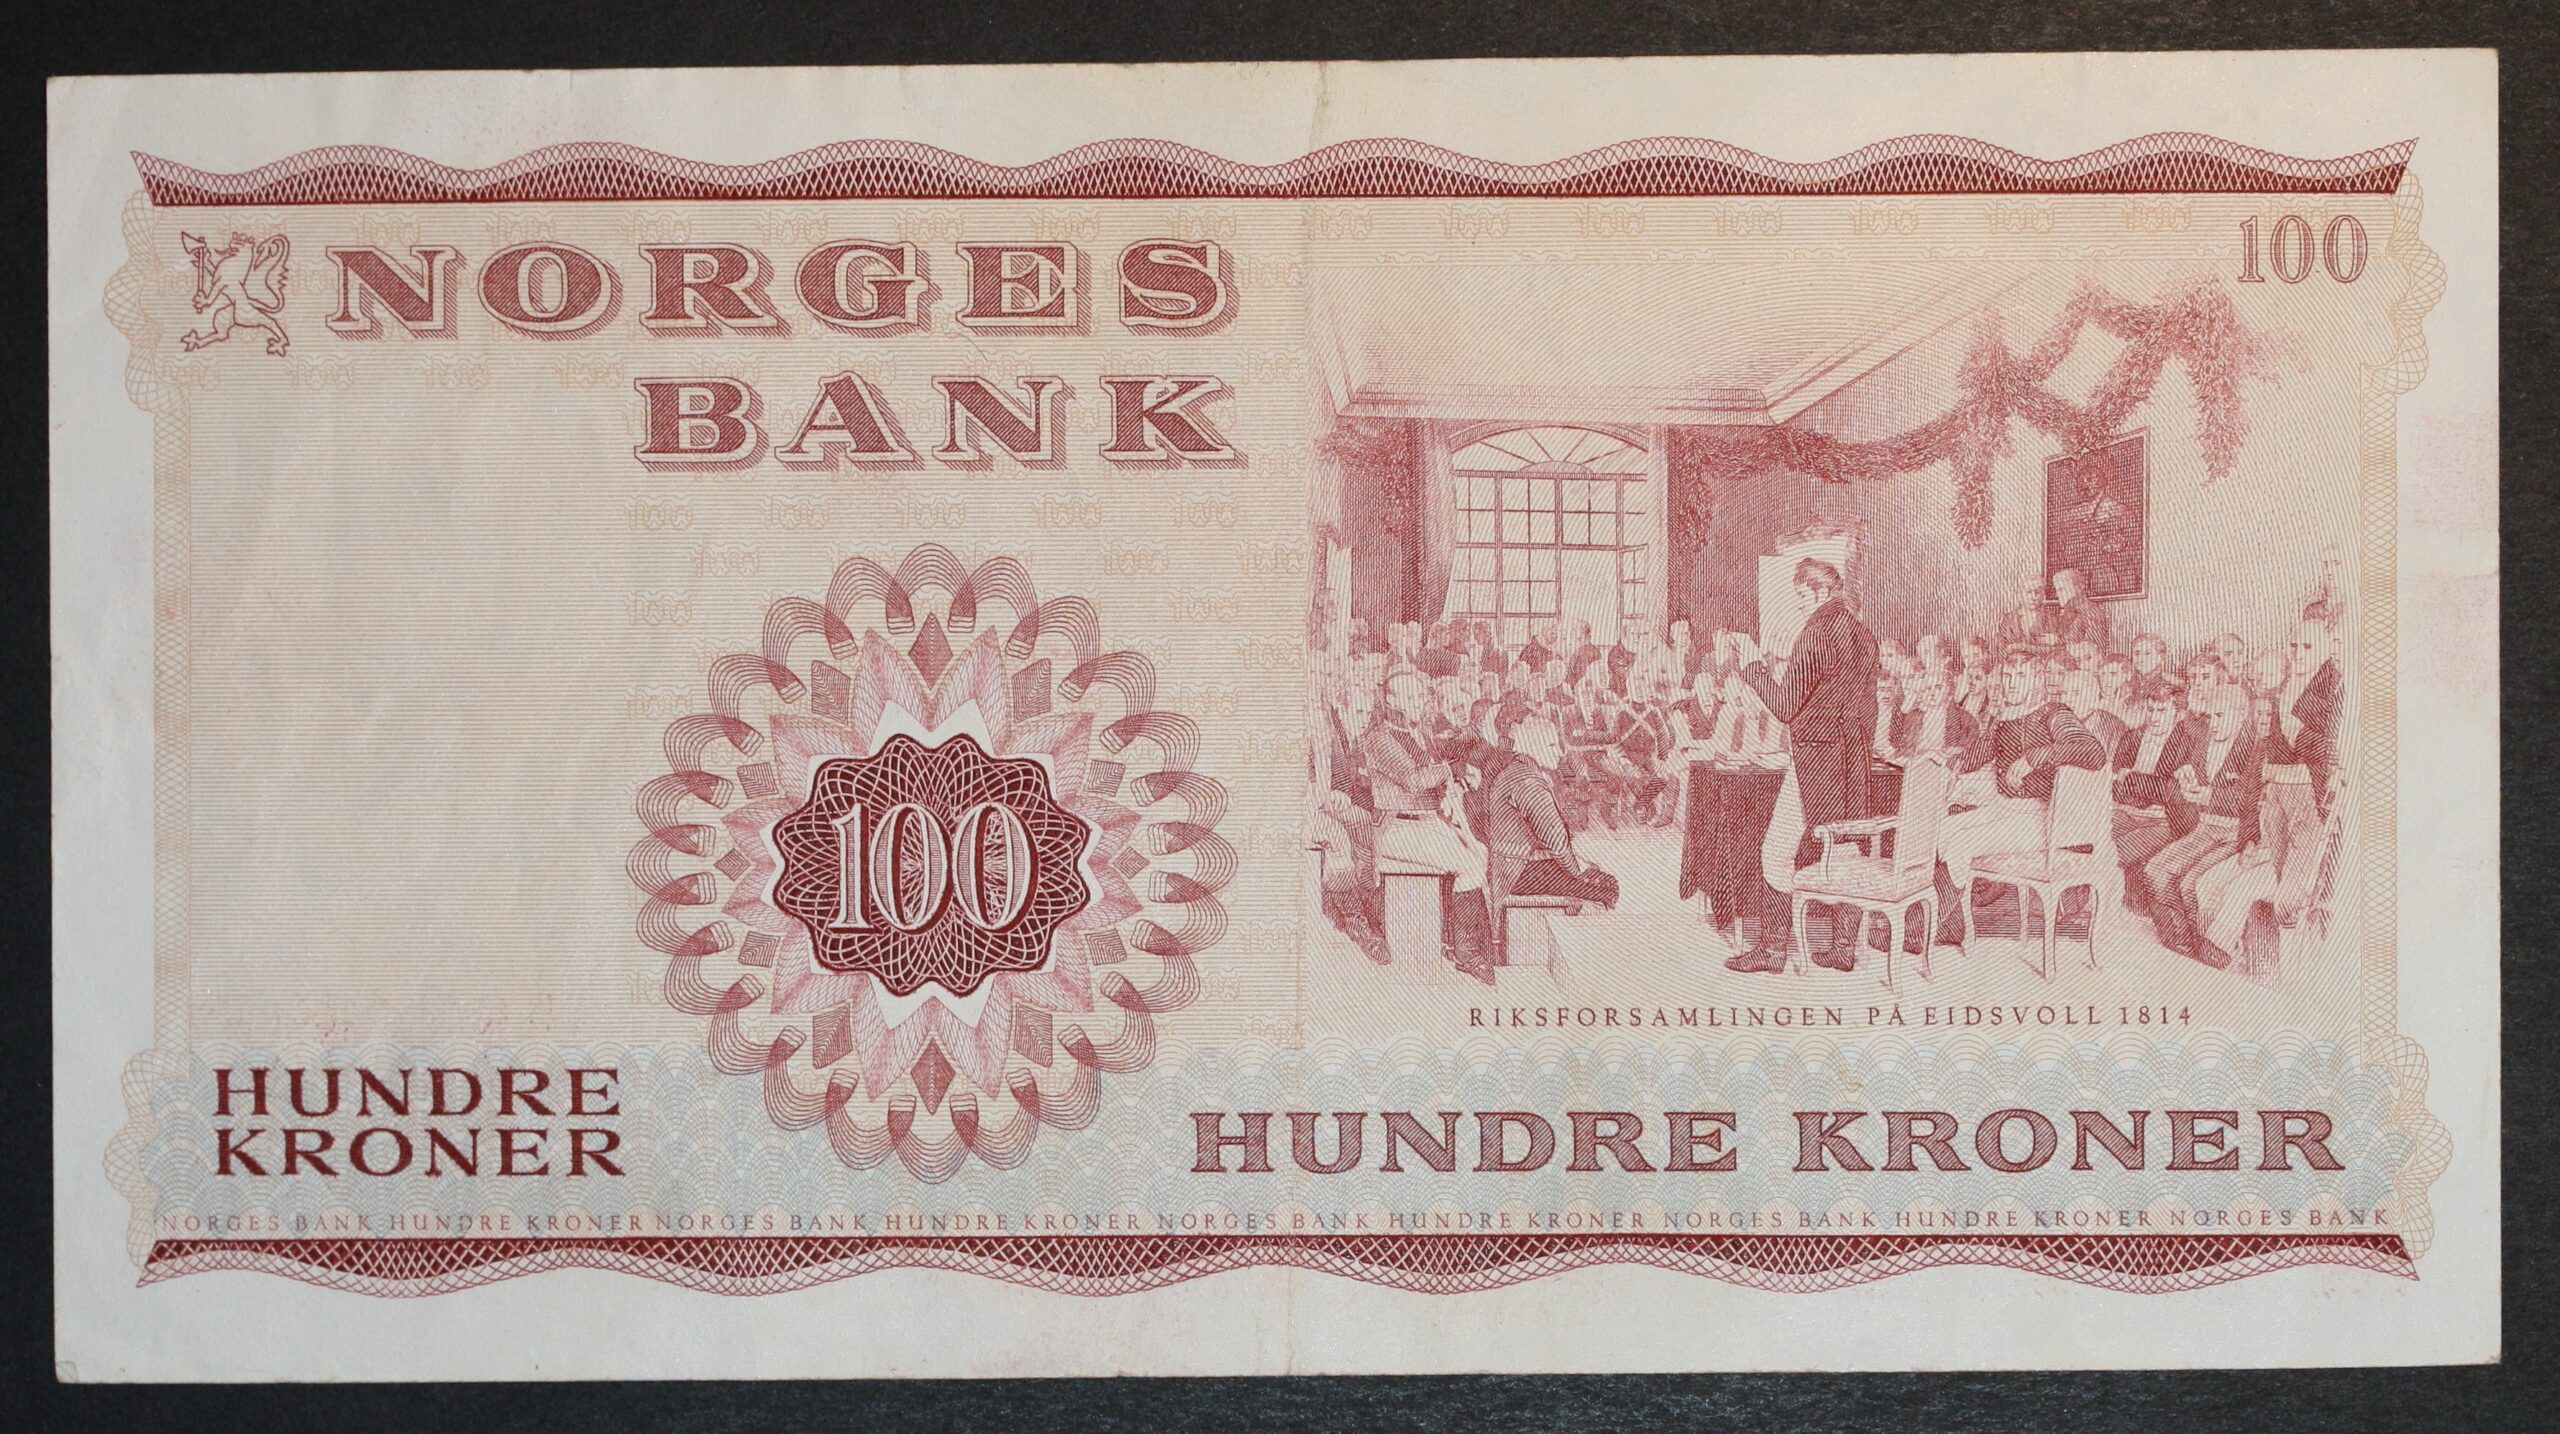 NORGES
BANK
100
100
RIKSFORSAMLINGEN PÅ EIDSVOLL 1814
HUNDRE
KRONER
HUNDRE KRONER
NORGES BANK HUNDRE KRONER NORGES BANK HUNDRE KRONER NORGES BANK HUNDRE KRONER NORGES BANK HUNDRE KRONER NORGES BANK